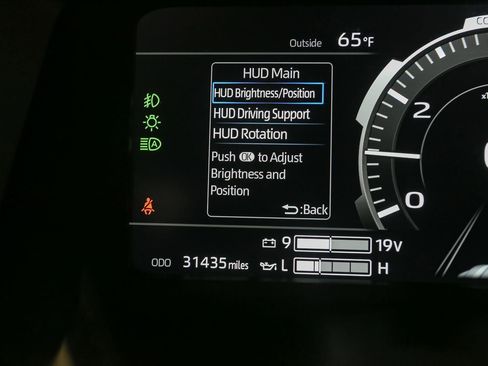 Outside 65°F
HUD Main
HUD Brightness/Position
HUD Driving Support
HUD Rotation
Push OK to Adjust
Brightness and
Position
:Back
2
0
A
9 19V
ODO 31435 miles L H